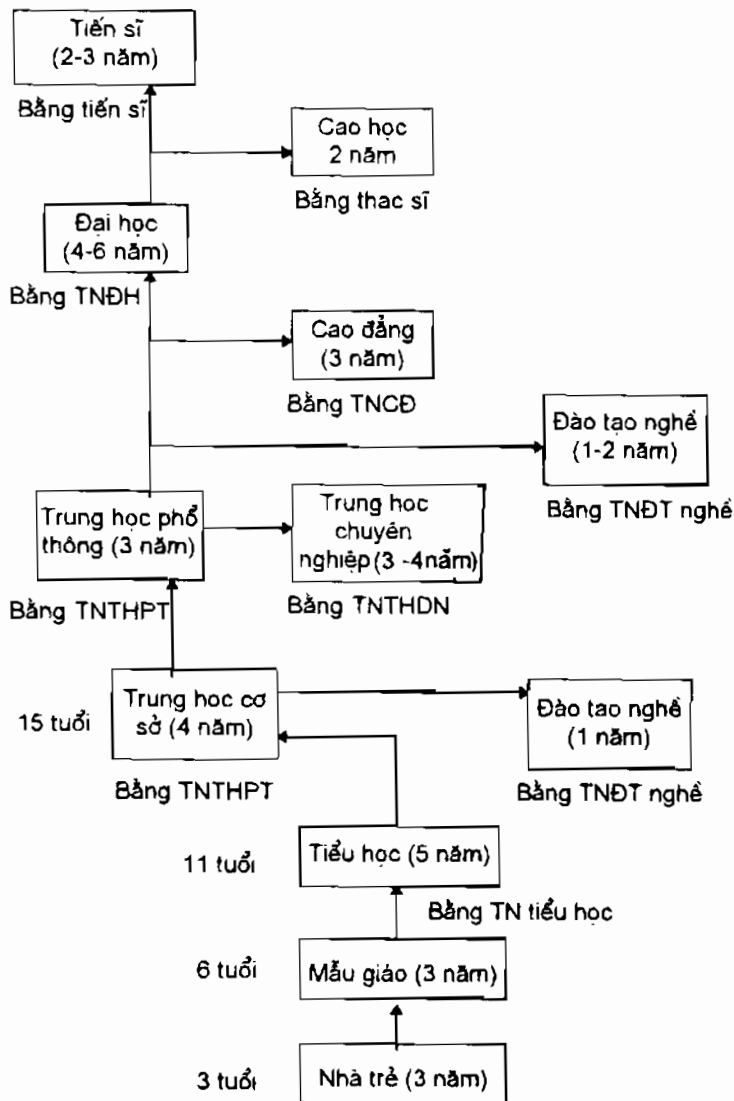 Tiến sĩ
(2-3 năm)
Bằng tiến sĩ
Cao học
2 năm
Bằng thac sĩ
Đai học
(4-6 năm)
Bằng TNĐH
Cao đẳng
(3 năm)
Bằng TNCĐ
Đào tạo nghề
(1-2 năm)
Bằng TNĐT nghề
Trung học phổ
thông (3 năm)
Bằng TNTHPT
Trung hoc
chuyên
nghiệp(3 -4năm)
Bằng TNTHDN
15 tuổi
Trung hoc cơ
sở (4 năm)
Bằng TNTHPT
Đào tao nghề
(1 năm)
Bằng TNĐT nghề
11 tuổi
Tiểu học (5 năm)
Bằng TN tiểu học
6 tuổi
Mẫu giáo (3 năm)
3 tuổi
Nhà trẻ (3 năm)